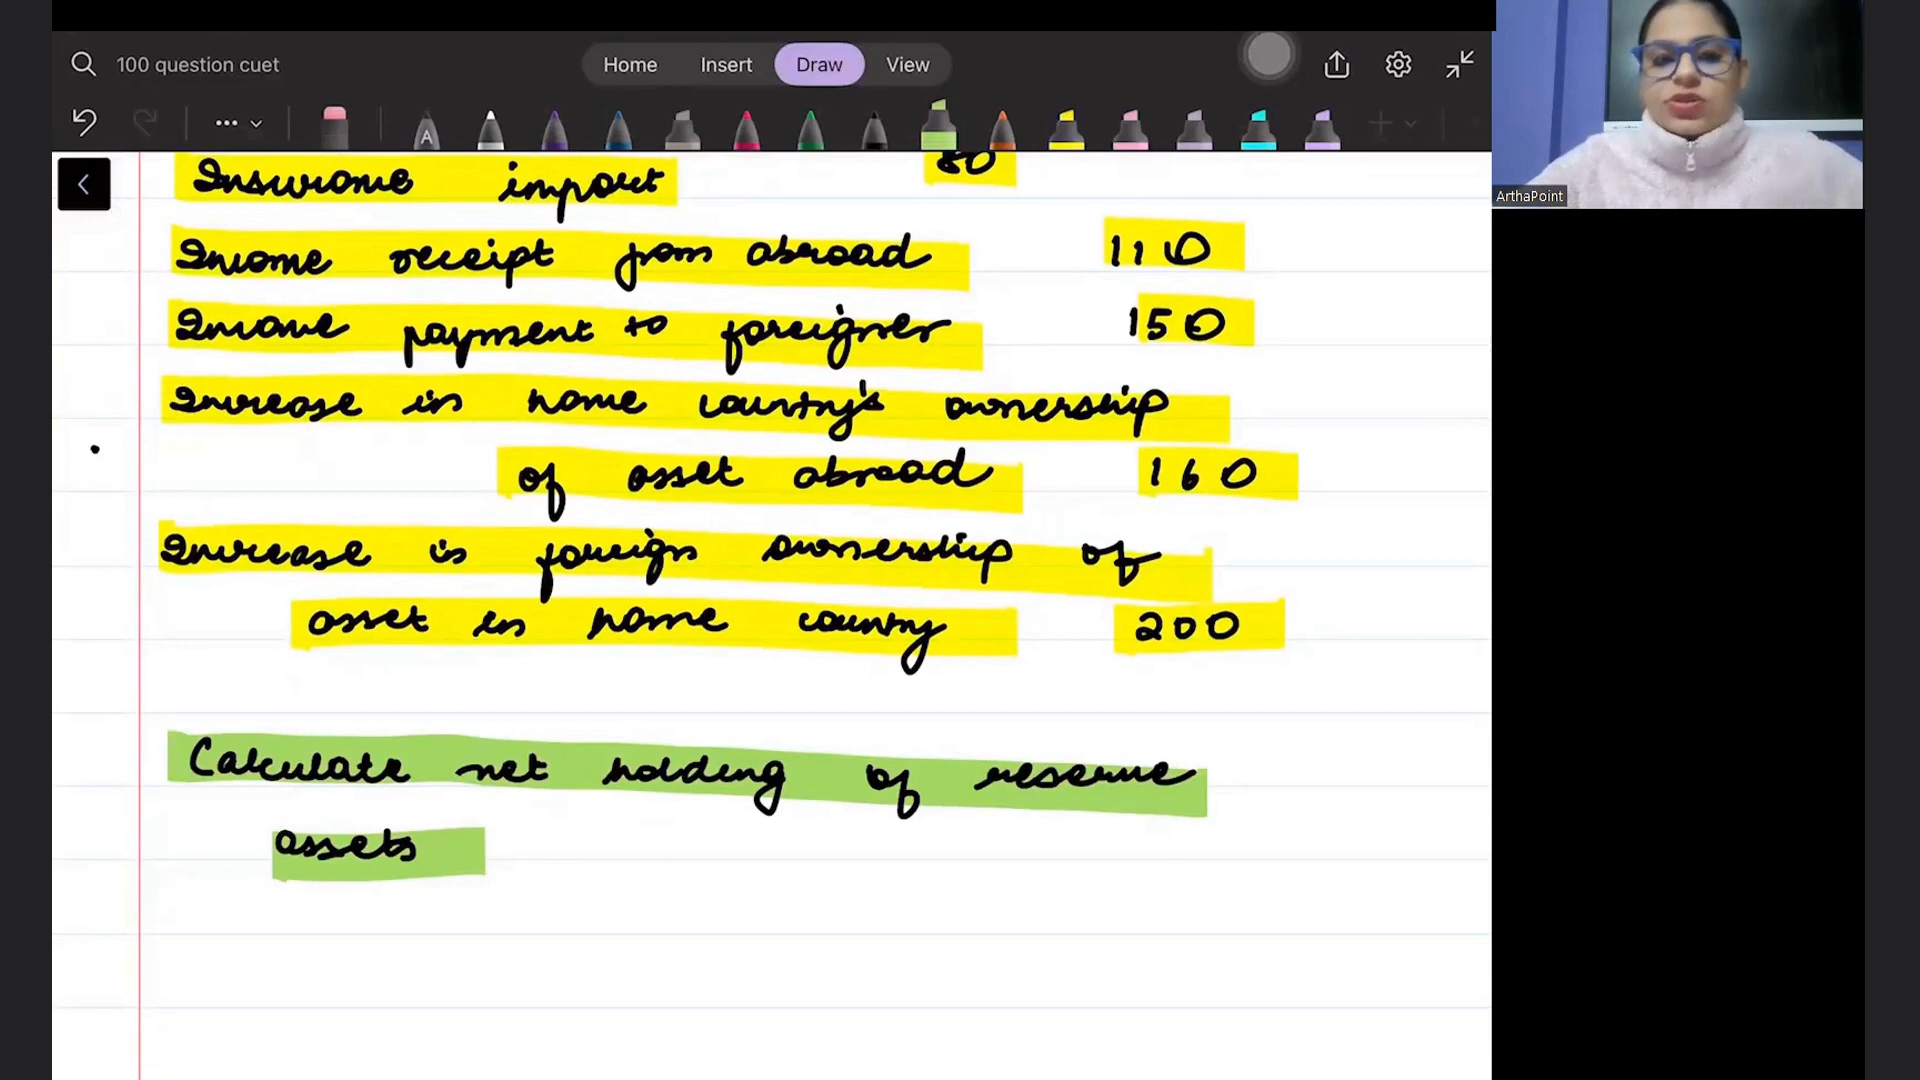 100 question cuet
Home Insert Draw View
A
ArthaPoint
Insurance import 80
Income receipt from abroad 110
Income payment to foreigner 150
Increase in home country's ownership
of asset abroad 160
Increase in foreign ownership of
asset in home country 200
Calculate net holding of reserve
assets